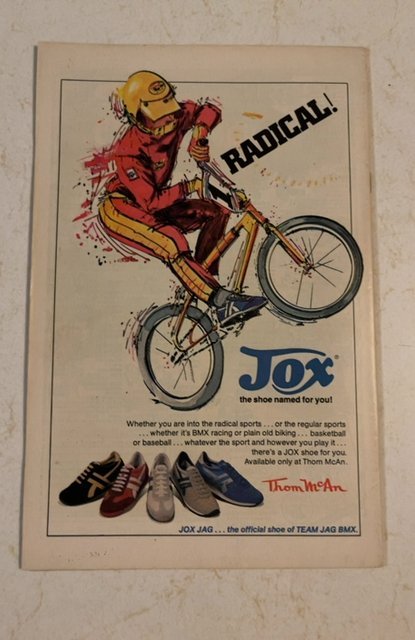 RADICAL!
Jox®
the shoe named for you!
Whether you are into the radical sports . . . or the regular sports
. . . whether it's BMX racing or plain old biking . . . basketball
or baseball . . . whatever the sport and however you play it . . .
there's a JOX shoe for you.
Available only at Thom McAn.
Thom McAn
JOX JAG . . . the official shoe of TEAM JAG BMX.